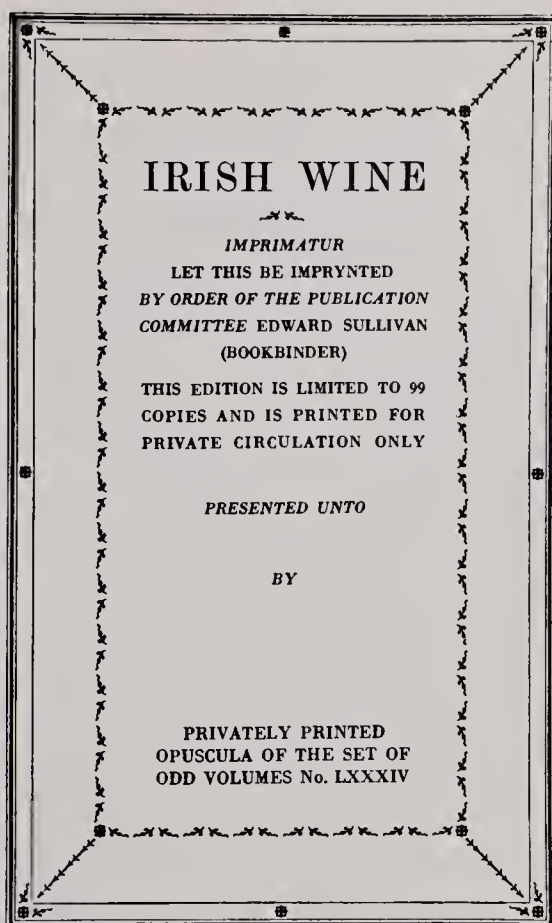 IRISH WINE
IMPRIMATUR
LET THIS BE IMPRYNTED
BY ORDER OF THE PUBLICATION
COMMITTEE EDWARD SULLIVAN
(BOOKBINDER)
THIS EDITION IS LIMITED TO 99
COPIES AND IS PRINTED FOR
PRIVATE CIRCULATION ONLY
PRESENTED UNTO
BY
PRIVATELY PRINTED
OPUSCULA OF THE SET OF
ODD VOLUMES No. LXXXIV